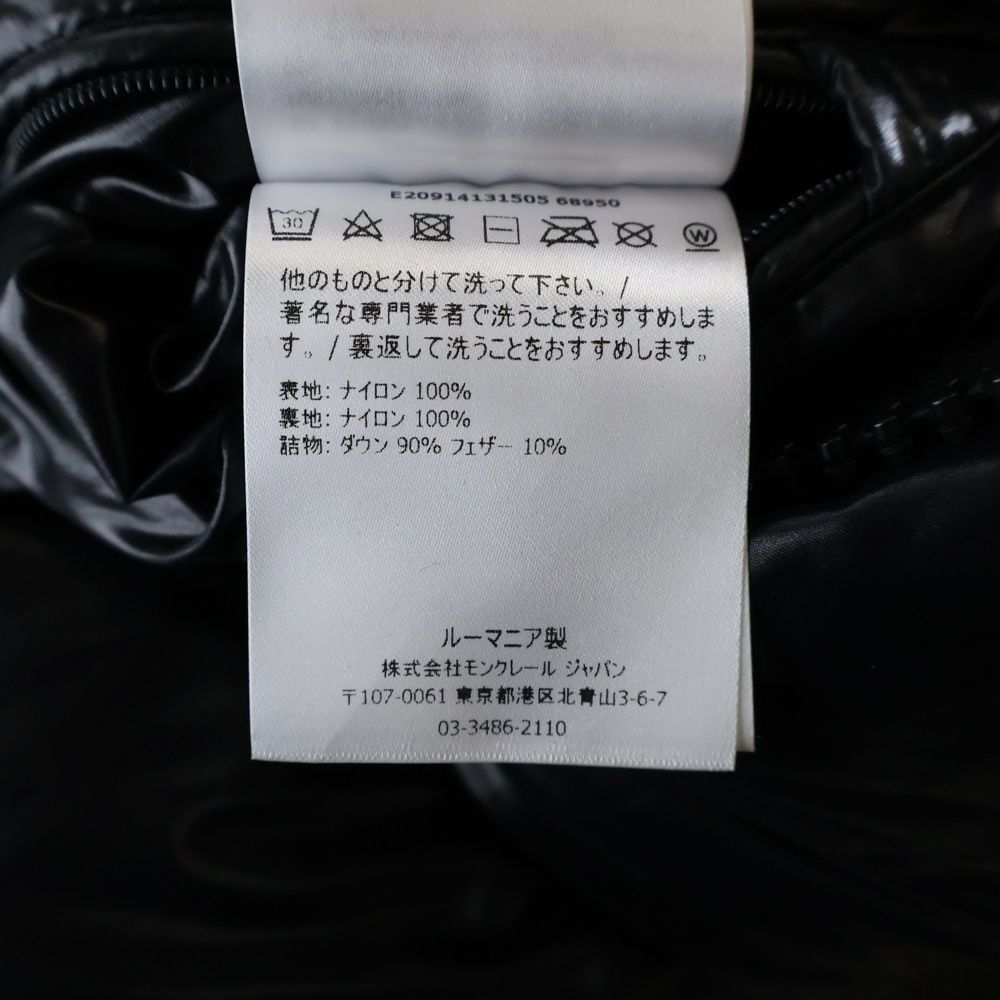 E20914131505 68950
30
W
他のものと分けて洗って下さい。/
著名な専門業者で洗うことをおすすめしま
す。/ 裏返して洗うことをおすすめします。
表地: ナイロン 100%
裏地: ナイロン 100%
詰物: ダウン 90% フェザー 10%
ルーマニア製
株式会社モンクレール ジャパン
〒107-0061 東京都港区北青山3-6-7
03-3486-2110